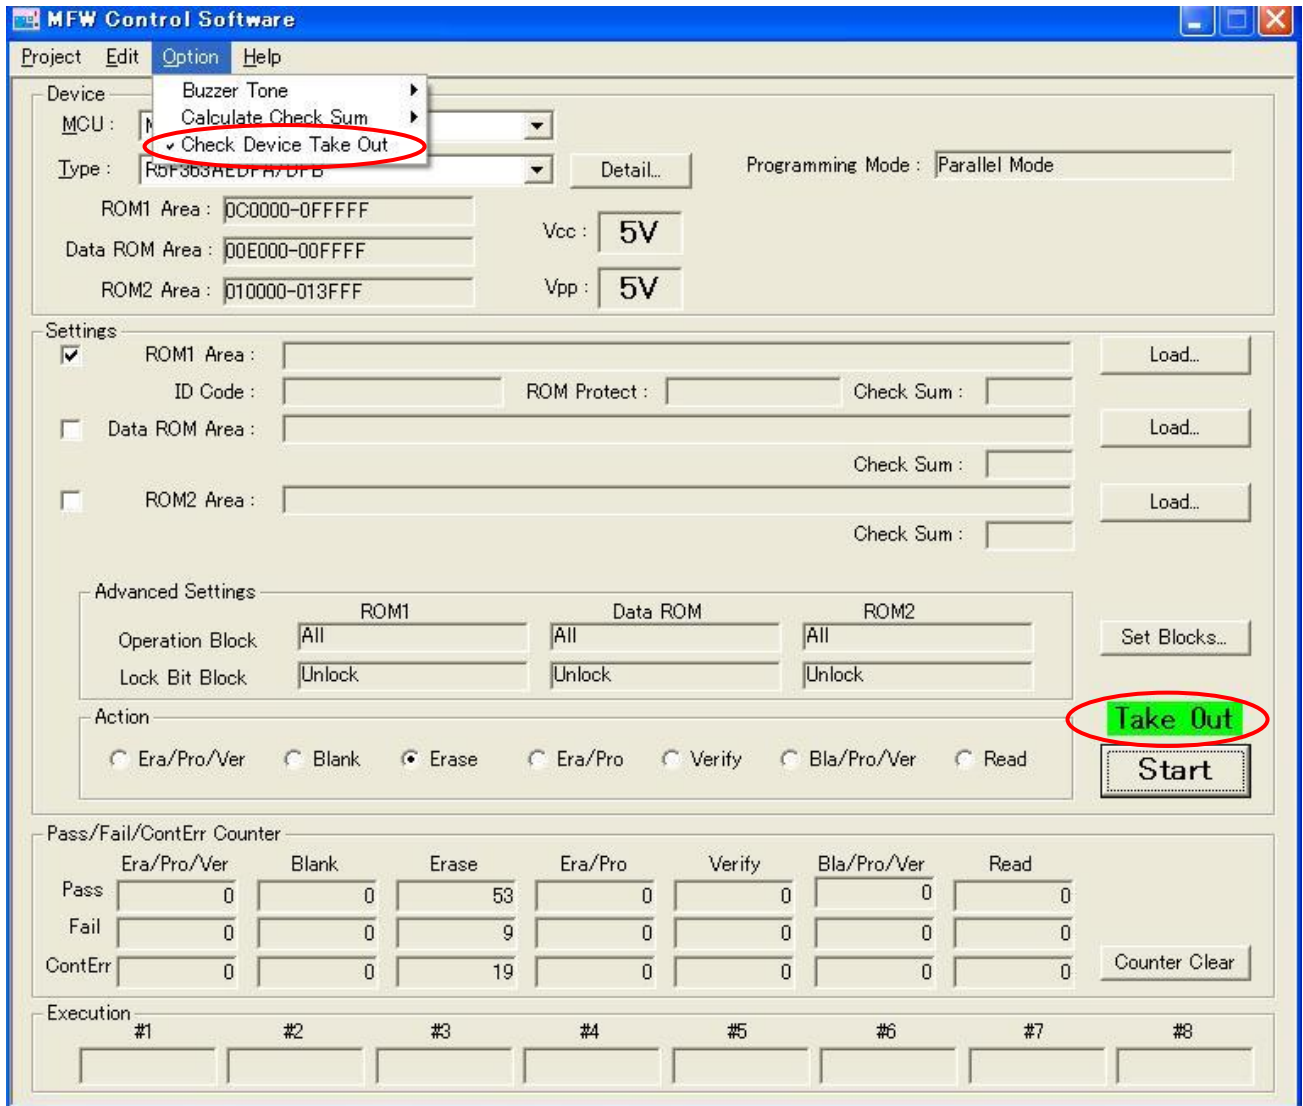 MFW Control Software
Project Edit Option Help
Buzzer Tone
Calculate Check Sum
✓ Check Device Take Out
Device
MCU :
Type : R5F363AEDFA/DFB Detail... Programming Mode : Parallel Mode
ROM1 Area : 0C0000-0FFFFF
Vcc : 5V
Data ROM Area : 00E000-00FFFF
ROM2 Area : 010000-013FFF
Vpp : 5V
Settings
ROM1 Area : Load...
ID Code : ROM Protect : Check Sum :
Data ROM Area : Load...
Check Sum :
ROM2 Area : Load...
Check Sum :
Advanced Settings
ROM1 Data ROM ROM2
Operation Block All All All Set Blocks...
Lock Bit Block Unlock Unlock Unlock
Action
Take Out
Era/Pro/Ver Blank Erase Era/Pro Verify Bla/Pro/Ver Read
Start
Pass/Fail/ContErr Counter
Era/Pro/Ver Blank Erase Era/Pro Verify Bla/Pro/Ver Read
Pass 0 0 53 0 0 0 0
Fail 0 0 9 0 0 0 0
ContErr 0 0 19 0 0 0 0 Counter Clear
Execution
#1 #2 #3 #4 #5 #6 #7 #8